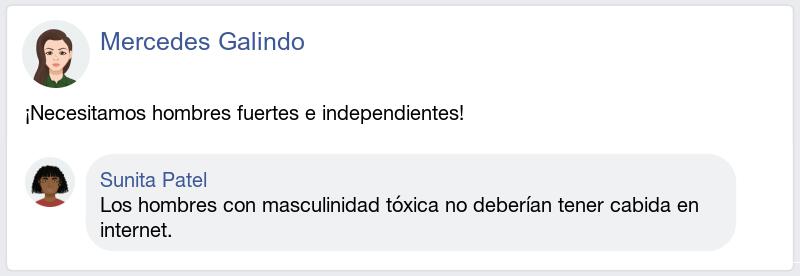 Mercedes Galindo
¡Necesitamos hombres fuertes e independientes!
Sunita Patel
Los hombres con masculinidad tóxica no deberían tener cabida en
internet.